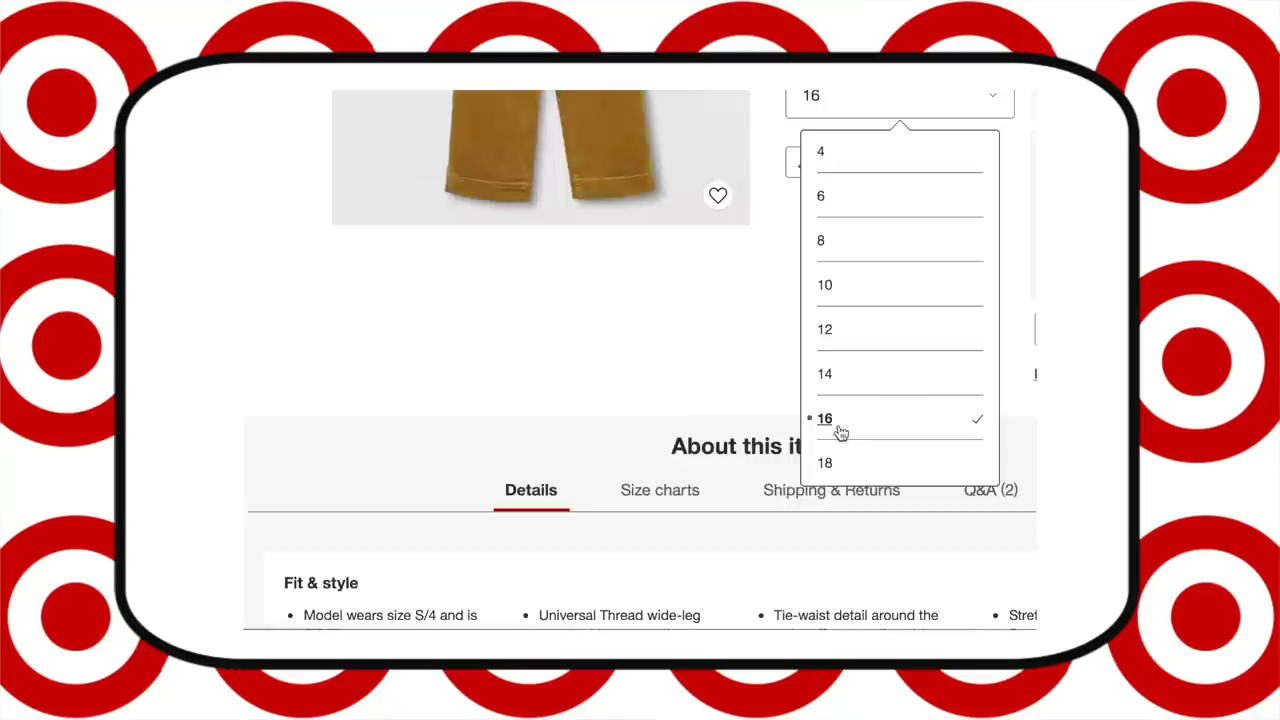 16
4
6
8
10
12
14
16
18
About this it
Details
Size charts
Shipping & Returns
Q&A (2)
Fit & style
• Model wears size S/4 and is
• Universal Thread wide-leg
• Tie-waist detail around the